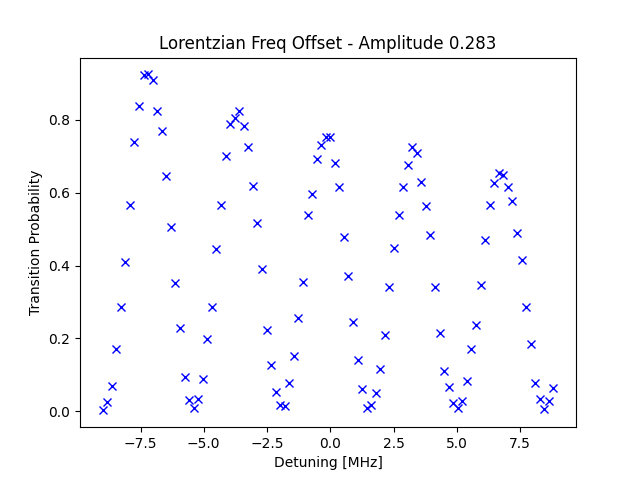 Lorentzian Freq Offset - Amplitude 0.283
Transition Probability
0.8
0.6
0.4
0.2
0.0
−7.5 −5.0 −2.5 0.0 2.5 5.0 7.5
Detuning [MHz]